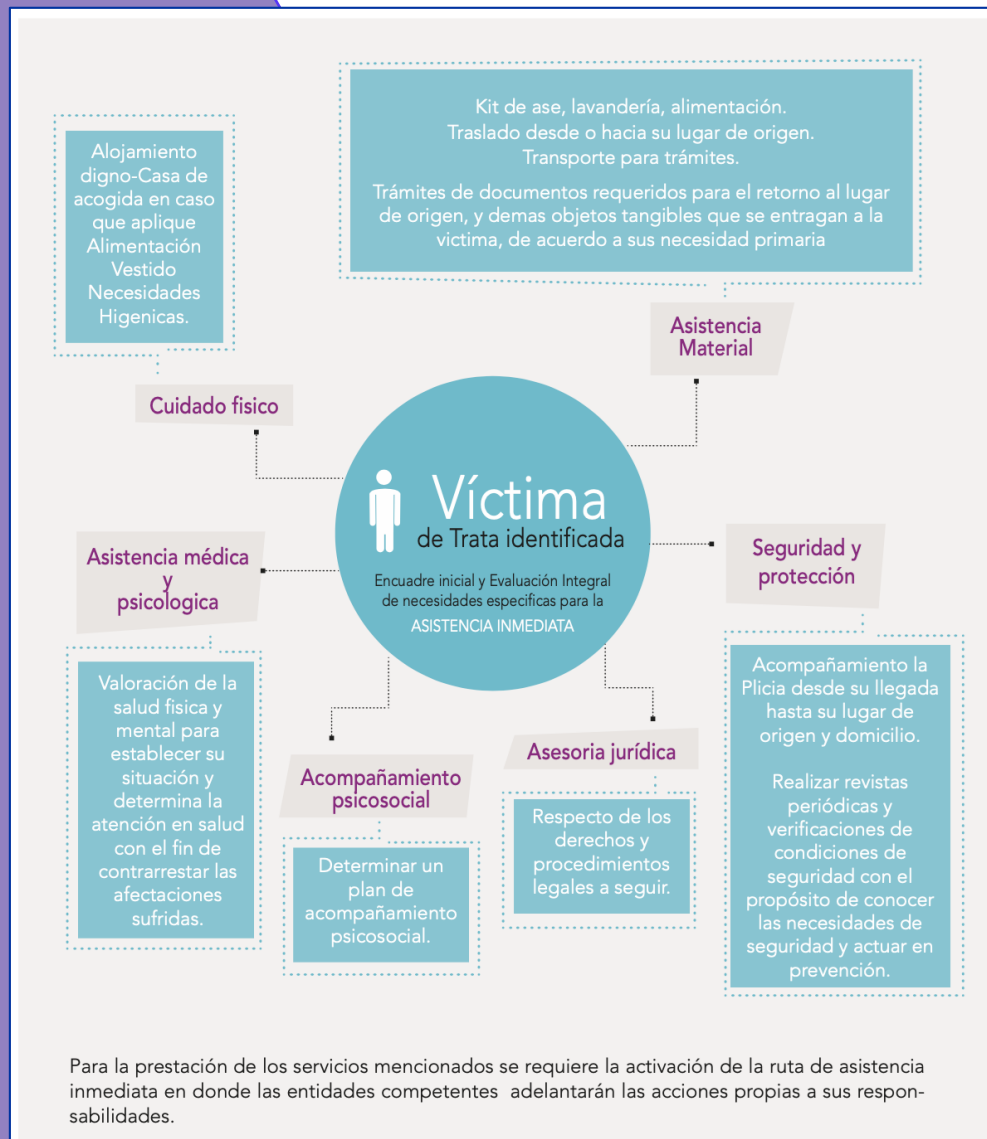 Kit de ase, lavandería, alimentación.
Traslado desde o hacia su lugar de origen.
Transporte para trámites.
Trámites de documentos requeridos para el retorno al lugar
de origen, y demas objetos tangibles que se entragan a la
victima, de acuerdo a sus necesidad primaria
Asistencia
Material
Alojamiento
digno-Casa de
acogida en caso
que aplique
Alimentación
Vestido
Necesidades
Higenicas.
Cuidado fisico
Víctima
de Trata identificada
Encuadre inicial y Evaluación Integral
de necesidades especificas para la
ASISTENCIA INMEDIATA
Asistencia médica
y
psicologica
Valoración de la
salud fisica y
mental para
establecer su
situación y
determina la
atención en salud
con el fin de
contrarrestar las
afectaciones
sufridas.
Acompañamiento
psicosocial
Determinar un
plan de
acompañamiento
psicosocial.
Asesoria jurídica
Respecto de los
derechos y
procedimientos
legales a seguir.
Seguridad y
protección
Acompañamiento la
Plicia desde su llegada
hasta su lugar de
origen y domicilio.
Realizar revistas
periódicas y
verificaciones de
condiciones de
seguridad con el
propósito de conocer
las necesidades de
seguridad y actuar en
prevención.
Para la prestación de los servicios mencionados se requiere la activación de la ruta de asistencia
inmediata en donde las entidades competentes adelantarán las acciones propias a sus respon-
sabilidades.